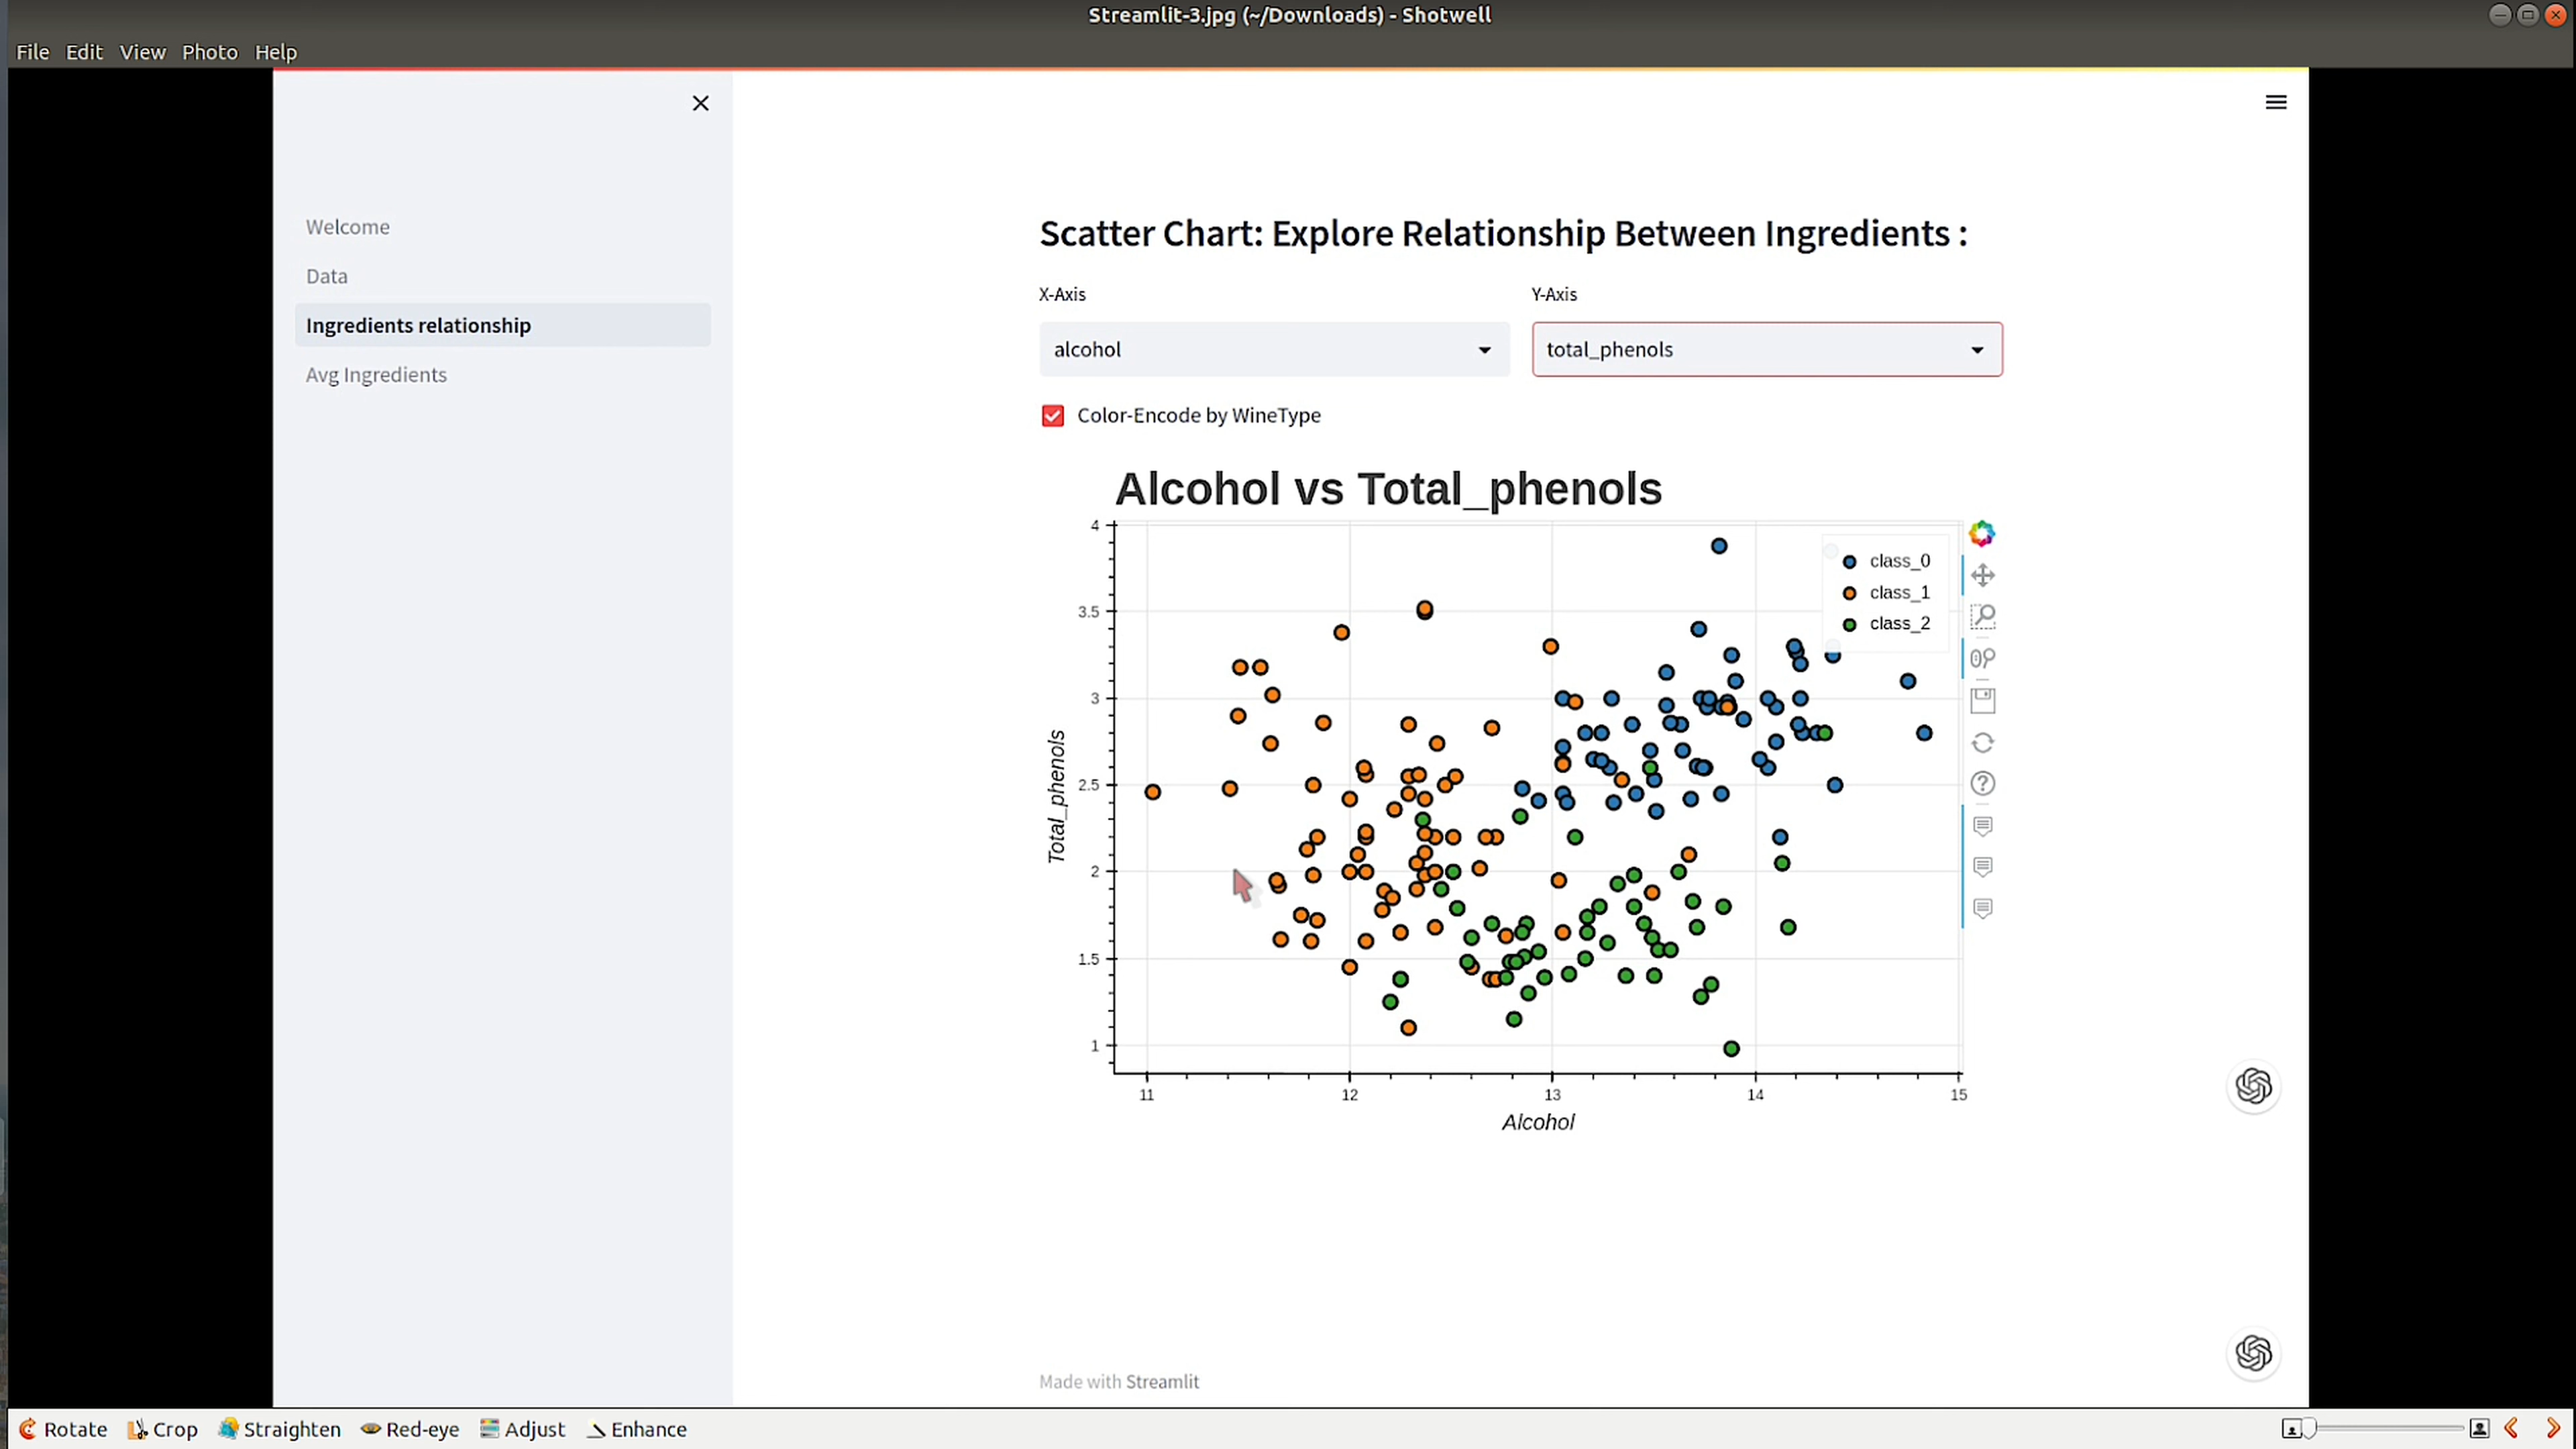 Streamlit-3.jpg (~/Downloads) - Shotwell
File Edit View Photo Help
Welcome
Data
Ingredients relationship
Avg Ingredients
Scatter Chart: Explore Relationship Between Ingredients :
X-Axis
Y-Axis
alcohol
total_phenols
Color-Encode by WineType
Alcohol vs Total_phenols
class_0
class_1
class_2
4
3.5
3
2.5
2
1.5
1
Total_phenols
11 12 13 14 15
Alcohol
Made with Streamlit
Rotate Crop Straighten Red-eye Adjust Enhance